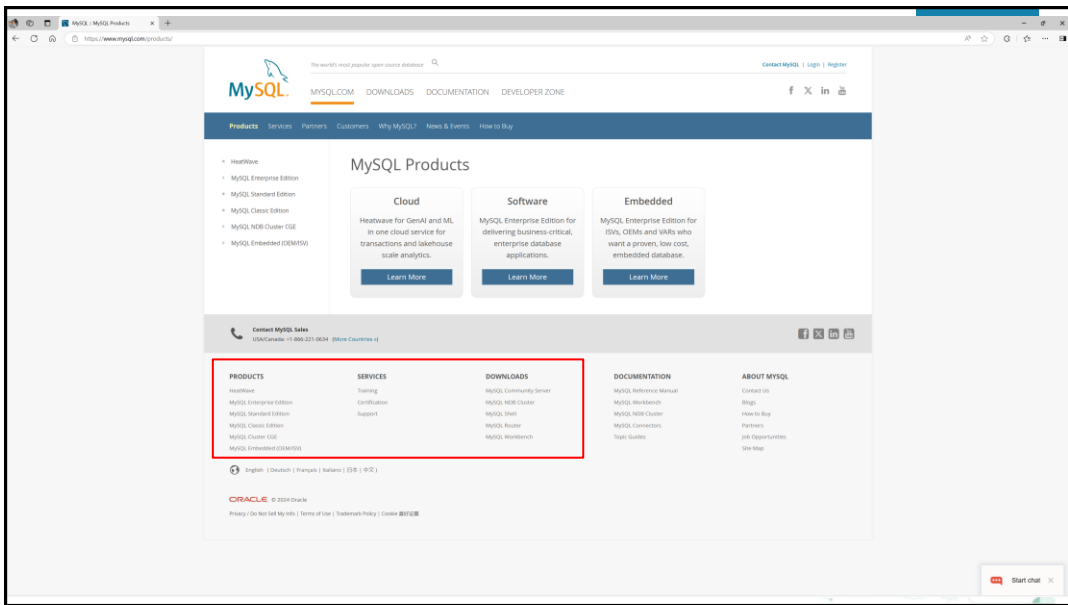 MySQL :: MySQL Products
https://www.mysql.com/products/
The world's most popular open source database
Contact MySQL | Login | Register
MySQL
MYSQL.COM DOWNLOADS DOCUMENTATION DEVELOPER ZONE
Products Services Partners Customers Why MySQL? News & Events How to Buy
HeatWave
MySQL Enterprise Edition
MySQL Standard Edition
MySQL Classic Edition
MySQL NDB Cluster CGE
MySQL Embedded (OEM/ISV)
MySQL Products
Cloud
Heatwave for GenAI and ML
in one cloud service for
transactions and lakehouse
scale analytics.
Learn More
Software
MySQL Enterprise Edition for
delivering business-critical,
enterprise database
applications.
Learn More
Embedded
MySQL Enterprise Edition for
ISVs, OEMs and VARs who
want a proven, low cost,
embedded database.
Learn More
Contact MySQL Sales
USA/Canada: +1-866-221-0634 (More Countries »)
PRODUCTS
HeatWave
MySQL Enterprise Edition
MySQL Standard Edition
MySQL Classic Edition
MySQL Cluster CGE
MySQL Embedded (OEM/ISV)
SERVICES
Training
Certification
Support
DOWNLOADS
MySQL Community Server
MySQL NDB Cluster
MySQL Shell
MySQL Router
MySQL Workbench
DOCUMENTATION
MySQL Reference Manual
MySQL Workbench
MySQL NDB Cluster
MySQL Connectors
Topic Guides
ABOUT MYSQL
Contact Us
Blogs
How to Buy
Partners
Job Opportunities
Site Map
English | Deutsch | Français | Italiano | 日本 | 中文 |
ORACLE © 2024 Oracle
Privacy / Do Not Sell My Info | Terms of Use | Trademark Policy | Cookie 喜好设置
Start chat